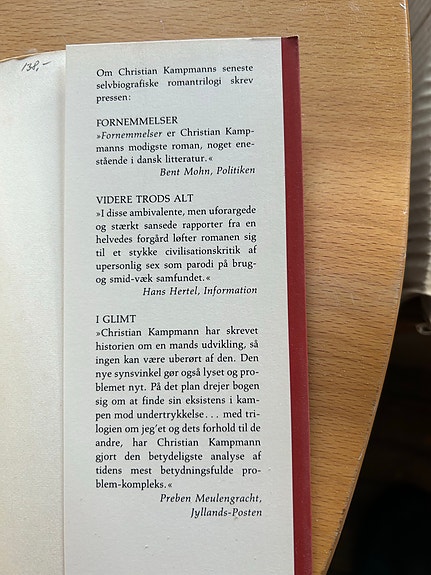 138,-
Om Christian Kampmanns seneste
selvbiografiske romantrilogi skrev
pressen:
FORNEMMELSER
»Fornemmelser er Christian Kamp-
manns modigste roman, noget ene-
stående i dansk litteratur.«
Bent Mohn, Politiken
VIDERE TRODS ALT
»I disse ambivalente, men uforargede
og stærkt sansede rapporter fra en
helvedes forgård løfter romanen sig
til et stykke civilisationskritik af
upersonlig sex som parodi på brug-
og smid-væk samfundet.«
Hans Hertel, Information
I GLIMT
»Christian Kampmann har skrevet
historien om en mands udvikling, så
ingen kan være uberørt af den. Den
nye synsvinkel gør også lyset og pro-
blemet nyt. På det plan drejer bogen
sig om at finde sin eksistens i kam-
pen mod undertrykkelse... med tri-
logien om jeg'et og dets forhold til de
andre, har Christian Kampmann
gjort den betydeligste analyse af
tidens mest betydningsfulde pro-
blem-kompleks.«
Preben Meulengracht,
Jyllands-Posten